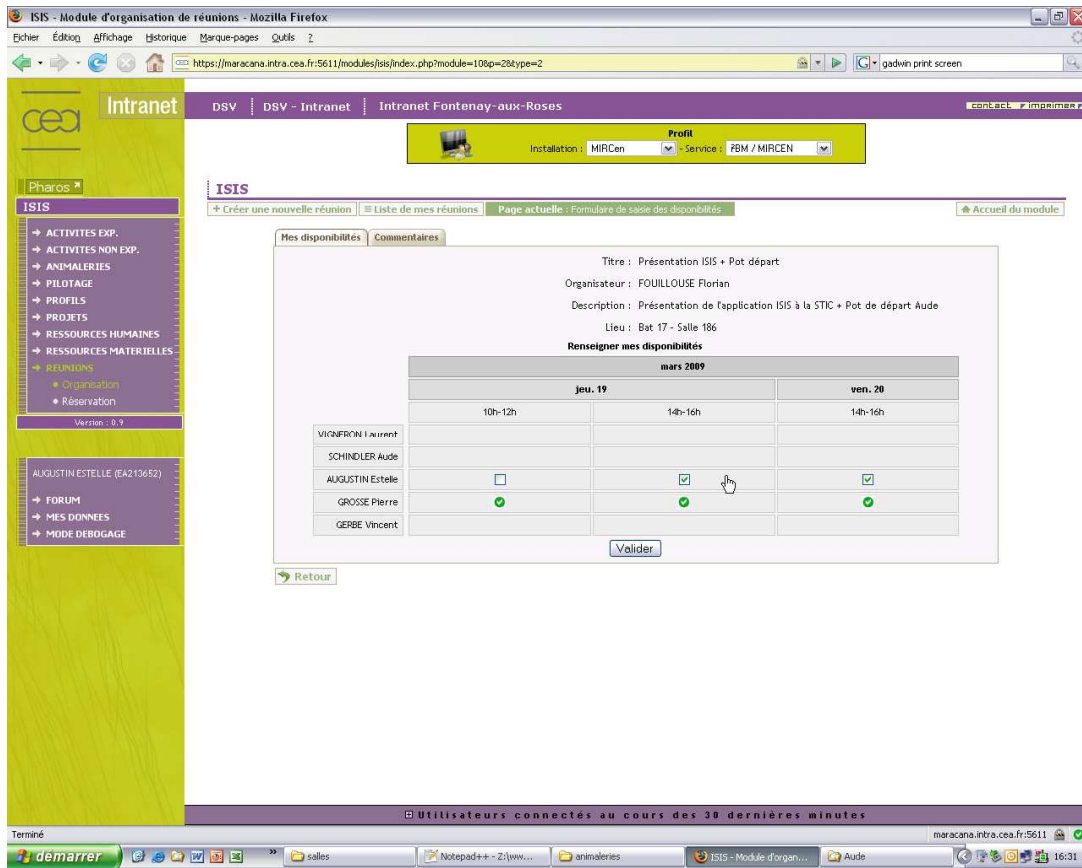 ISIS - Module d'organisation de réunions - Mozilla Firefox
Fichier Édition Affichage Historique Marque-pages Outils ?
https://maracana.intra.cea.fr:5611/modules/isis/index.php?module=10&p=2&type=2
gadwin print screen
cea
Intranet
DSV DSV - Intranet Intranet Fontenay-aux-Roses
contact imprimer
Profil
Installation : MIRCen - Service : FBM / MIRCEN
Pharos
ISIS
ISIS
+ Créer une nouvelle réunion Liste de mes réunions Page actuelle : Formulaire de saisie des disponibilités Accueil du module
ACTIVITES EXP.
ACTIVITES NON EXP.
ANIMALERIES
PILOTAGE
PROFILS
PROJETS
RESSOURCES HUMAINES
RESSOURCES MATERIELLES
REUNIONS
Organisation
Réservation
Version : 0.9
AUGUSTIN ESTELLE (EA213652)
FORUM
MES DONNEES
MODE DEBOGAGE
Mes disponibilités Commentaires
Titre : Présentation ISIS + Pot départ
Organisateur : FOUILLOUSE Florian
Description : Présentation de l'application ISIS à la STIC + Pot de départ Aude
Lieu : Bat 17 - Salle 186
Renseigner mes disponibilités
mars 2009
jeu. 19 ven. 20
10h-12h 14h-16h 14h-16h
VIGNERON Laurent
SCHINDLER Aude
AUGUSTIN Estelle
GROSSE Pierre
GERBE Vincent
Valider
Retour
Utilisateurs connectés au cours des 30 dernières minutes
Terminé
maracana.intra.cea.fr:5611
démarrer
» salles Notepad++ - Z:\ww... animaleries ISIS - Module d'organ... Aude 16:31